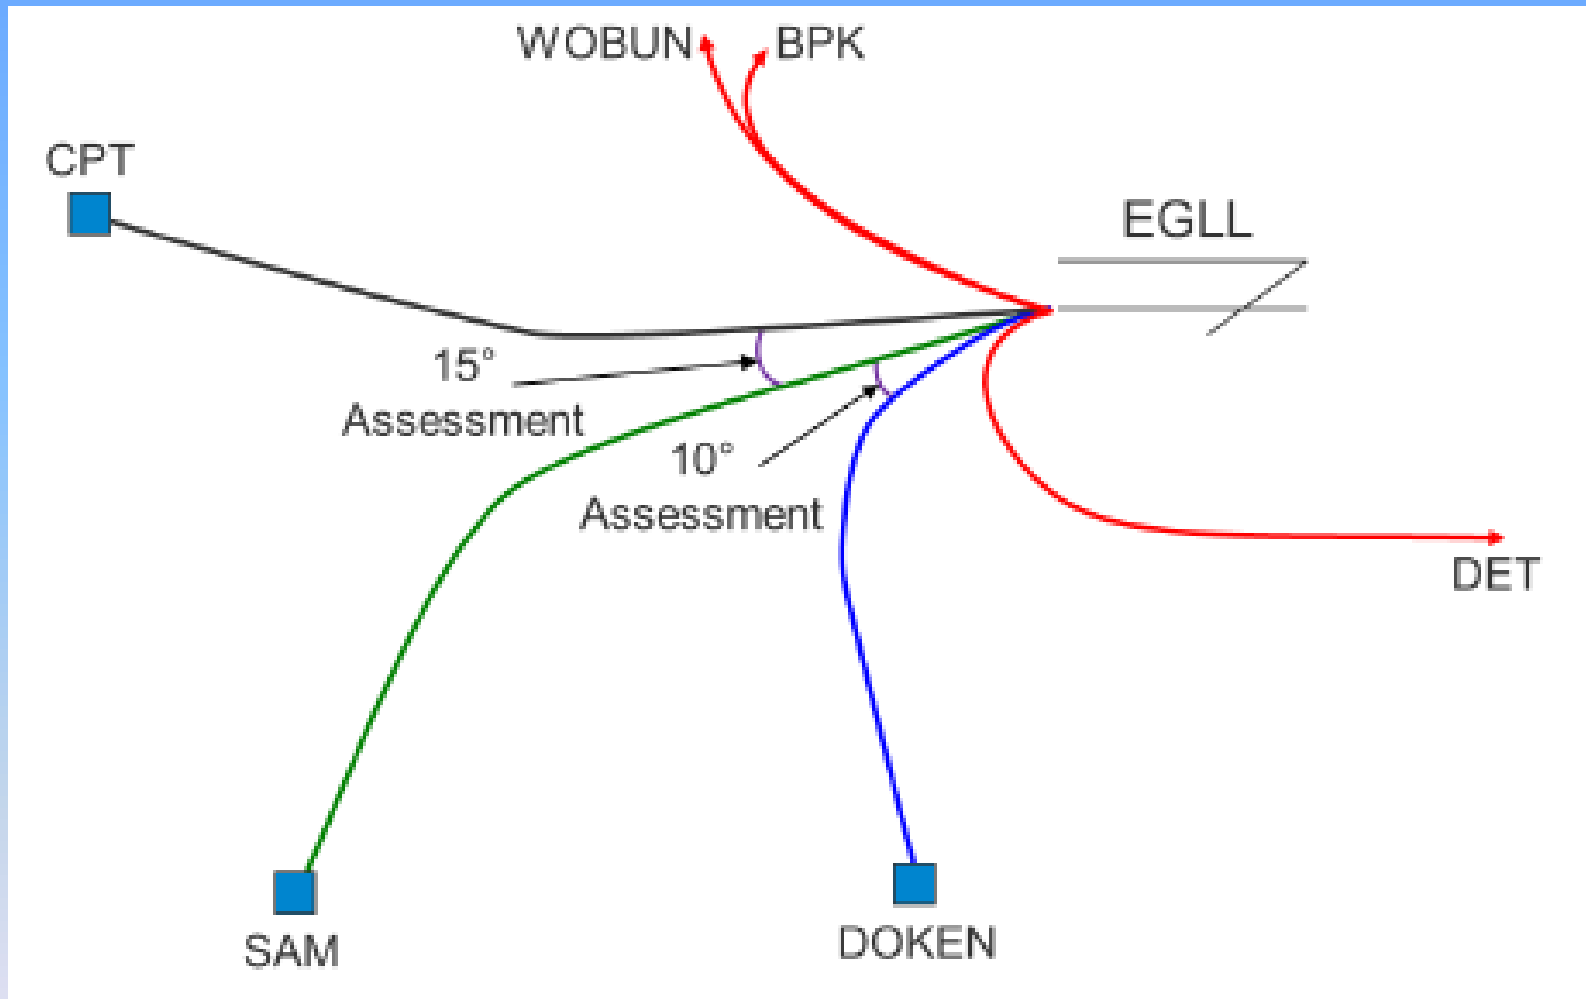 WOBUN
BPK
CPT
EGLL
15°
Assessment
10°
Assessment
DET
SAM
DOKEN